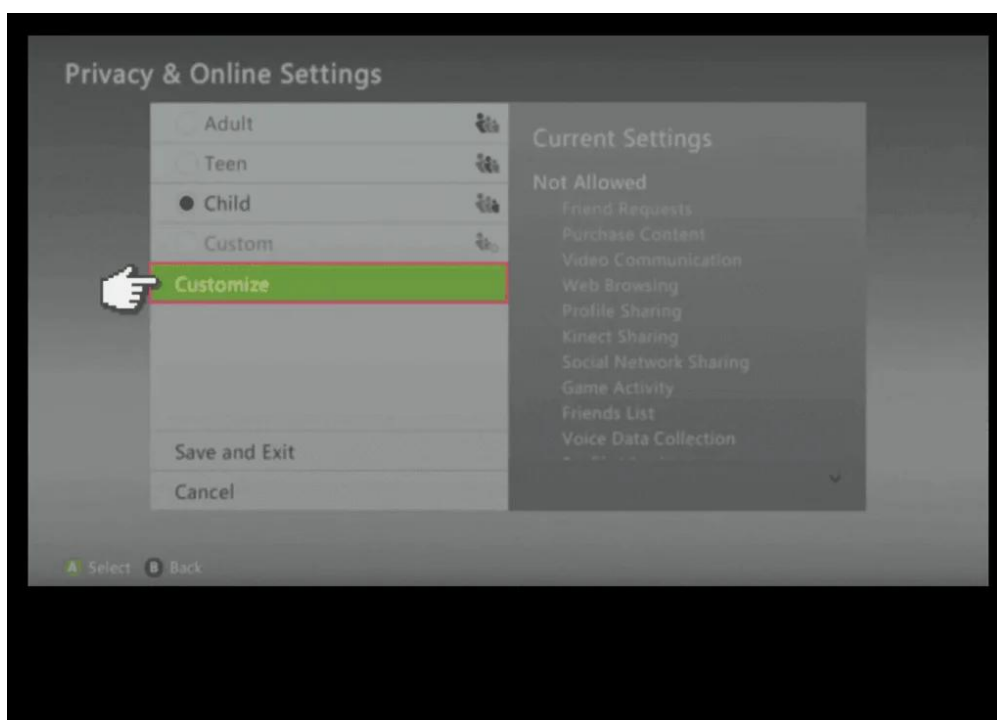 Privacy & Online Settings
Adult
Teen
Child
Custom
Customize
Save and Exit
Cancel
Current Settings
Not Allowed
Friend Requests
Purchase Content
Video Communication
Web Browsing
Profile Sharing
Kinect Sharing
Social Network Sharing
Game Activity
Friends List
Voice Data Collection
A Select B Back